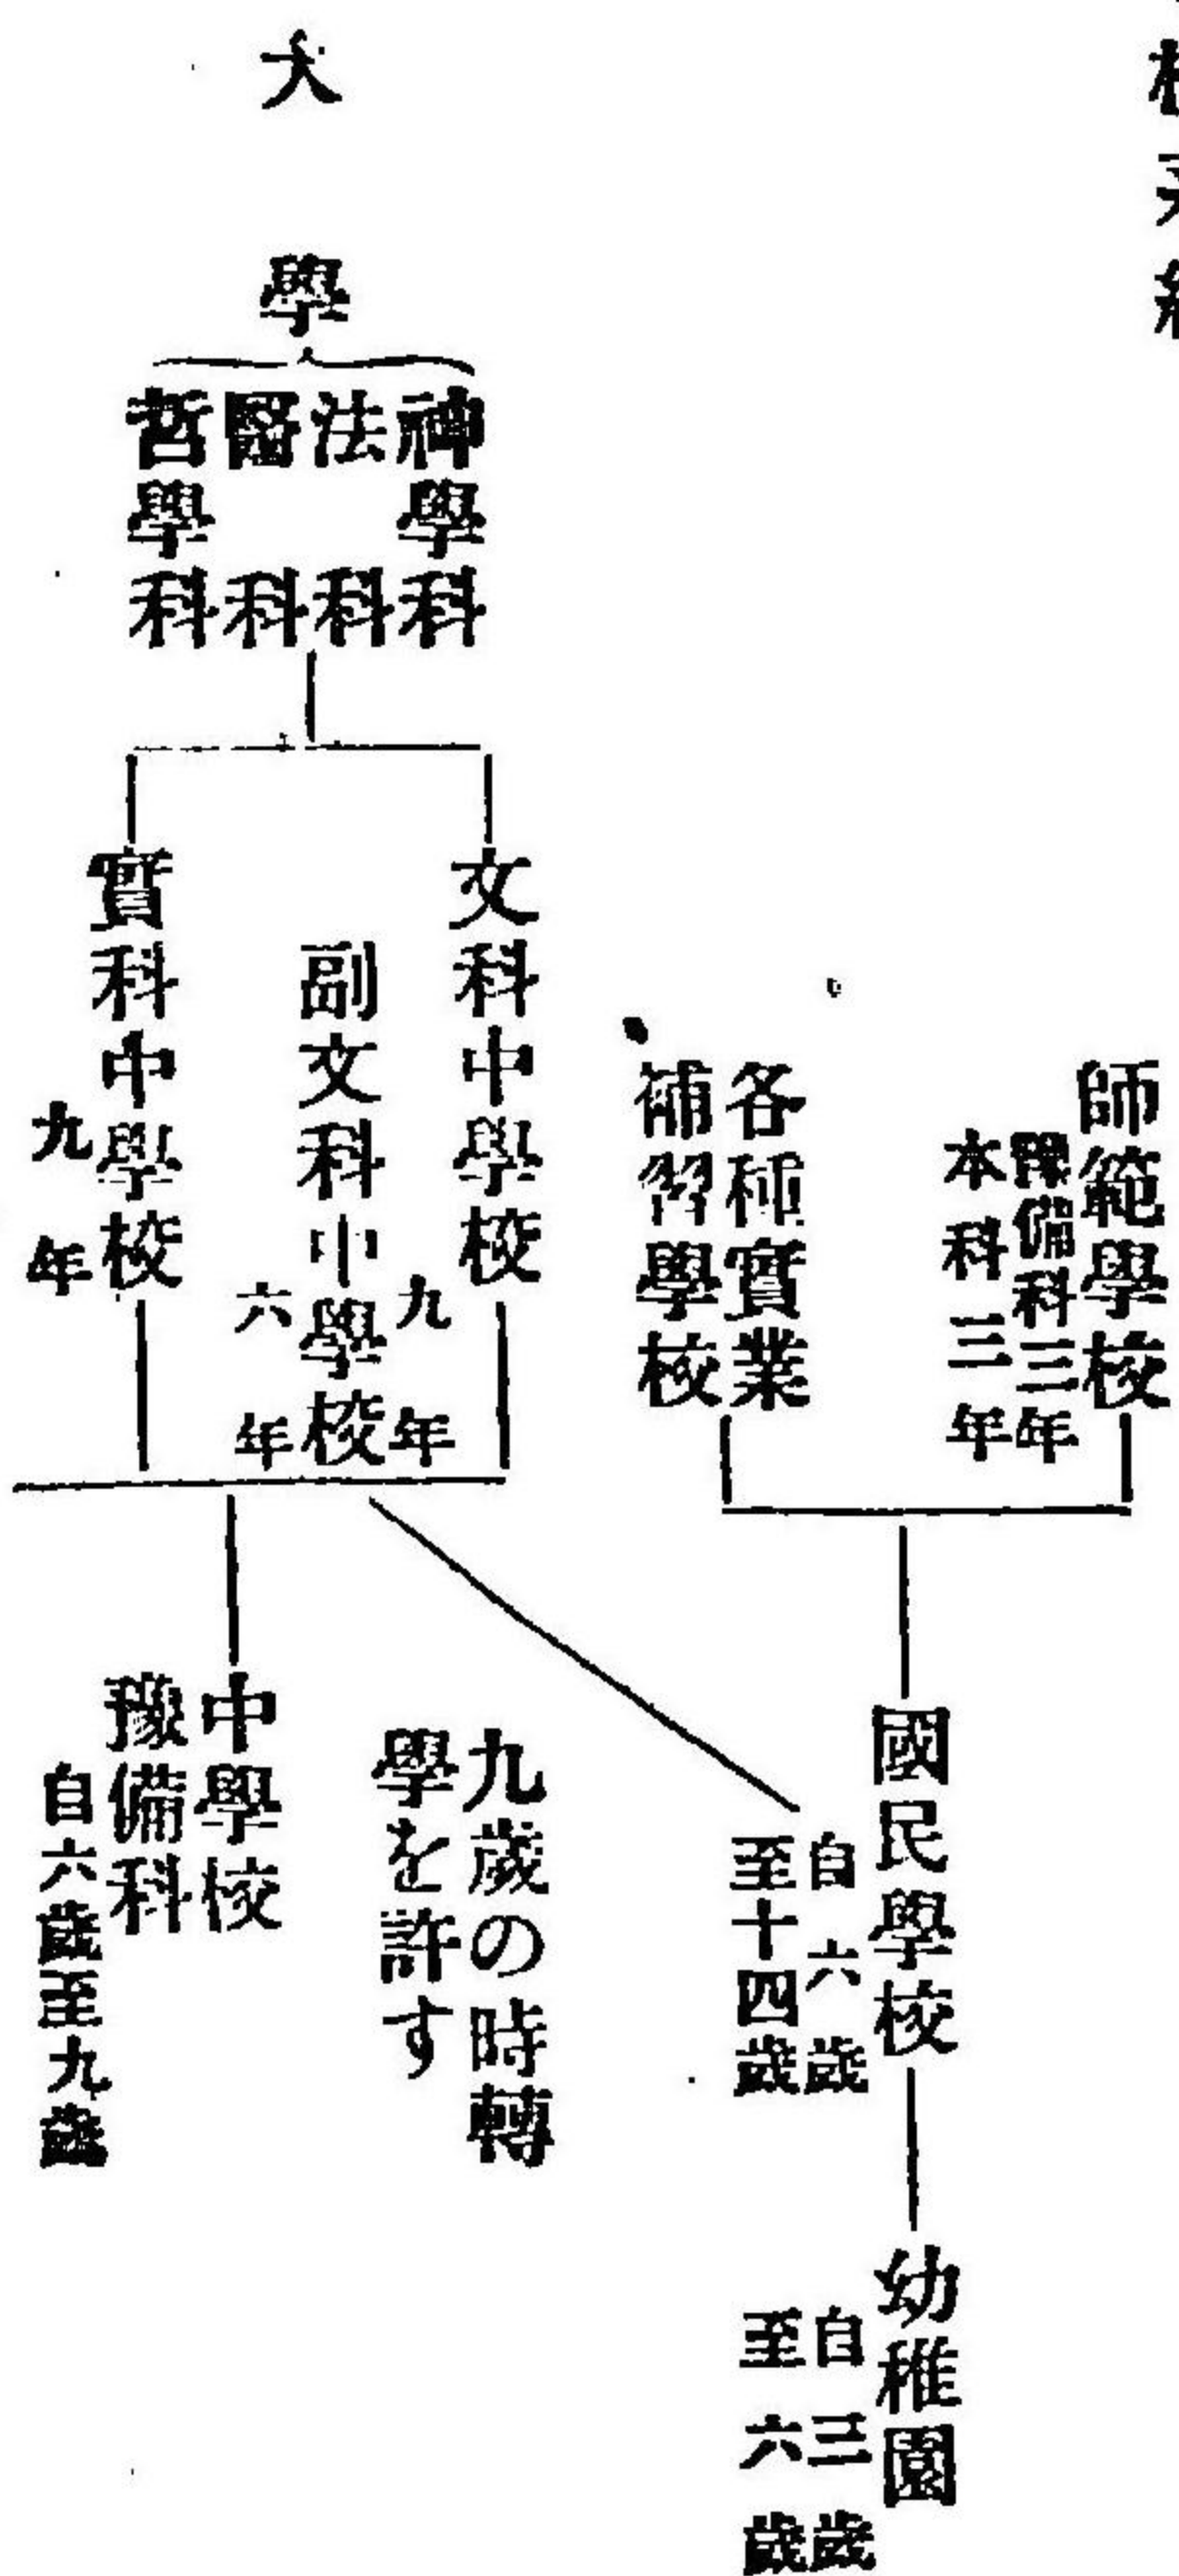 師範學校
豫備科三年
本科三年
各種實業
補習學校
國民學校
自六歲
至十四歲
幼稚園
自三歲
至六歲
九歲の時轉
學を許す
大學
神學科
法科
醫科
哲學科
文科中學校
九年
副文科中學校
六年
實科中學校
九年
中學校
豫備科
自六歲至九歲